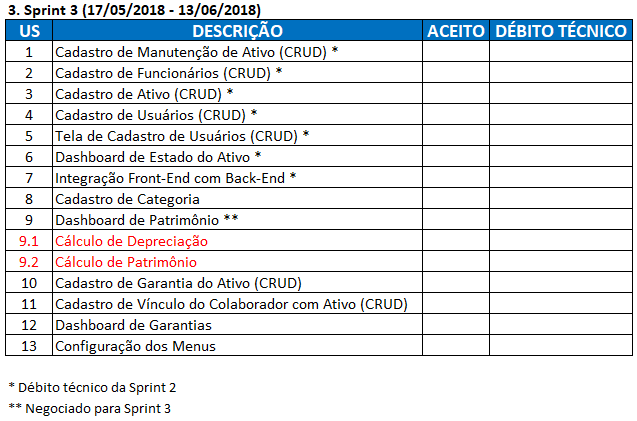 3. Sprint 3 (17/05/2018 - 13/06/2018)
US DESCRIÇÃO ACEITO DÉBITO TÉCNICO
1 Cadastro de Manutenção de Ativo (CRUD) *
2 Cadastro de Funcionários (CRUD) *
3 Cadastro de Ativo (CRUD) *
4 Cadastro de Usuários (CRUD) *
5 Tela de Cadastro de Usuários (CRUD) *
6 Dashboard de Estado do Ativo *
7 Integração Front-End com Back-End *
8 Cadastro de Categoria
9 Dashboard de Patrimônio **
9.1 Cálculo de Depreciação
9.2 Cálculo de Patrimônio
10 Cadastro de Garantia do Ativo (CRUD)
11 Cadastro de Vínculo do Colaborador com Ativo (CRUD)
12 Dashboard de Garantias
13 Configuração dos Menus
* Débito técnico da Sprint 2
** Negociado para Sprint 3